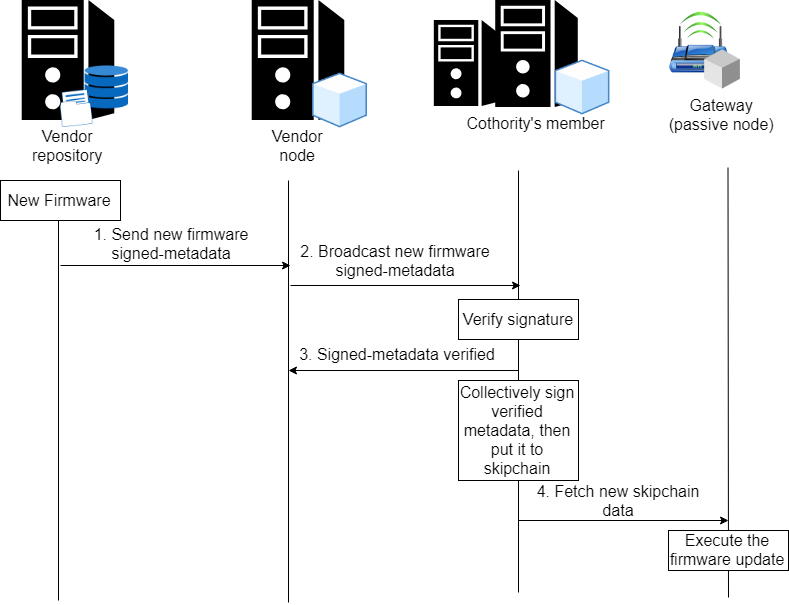 Vendor
repository
Vendor
node
Cothority's member
Gateway
(passive node)
New Firmware
1. Send new firmware
signed-metadata
2. Broadcast new firmware
signed-metadata
Verify signature
3. Signed-metadata verified
Collectively sign
verified
metadata, then
put it to
skipchain
4. Fetch new skipchain
data
Execute the
firmware update